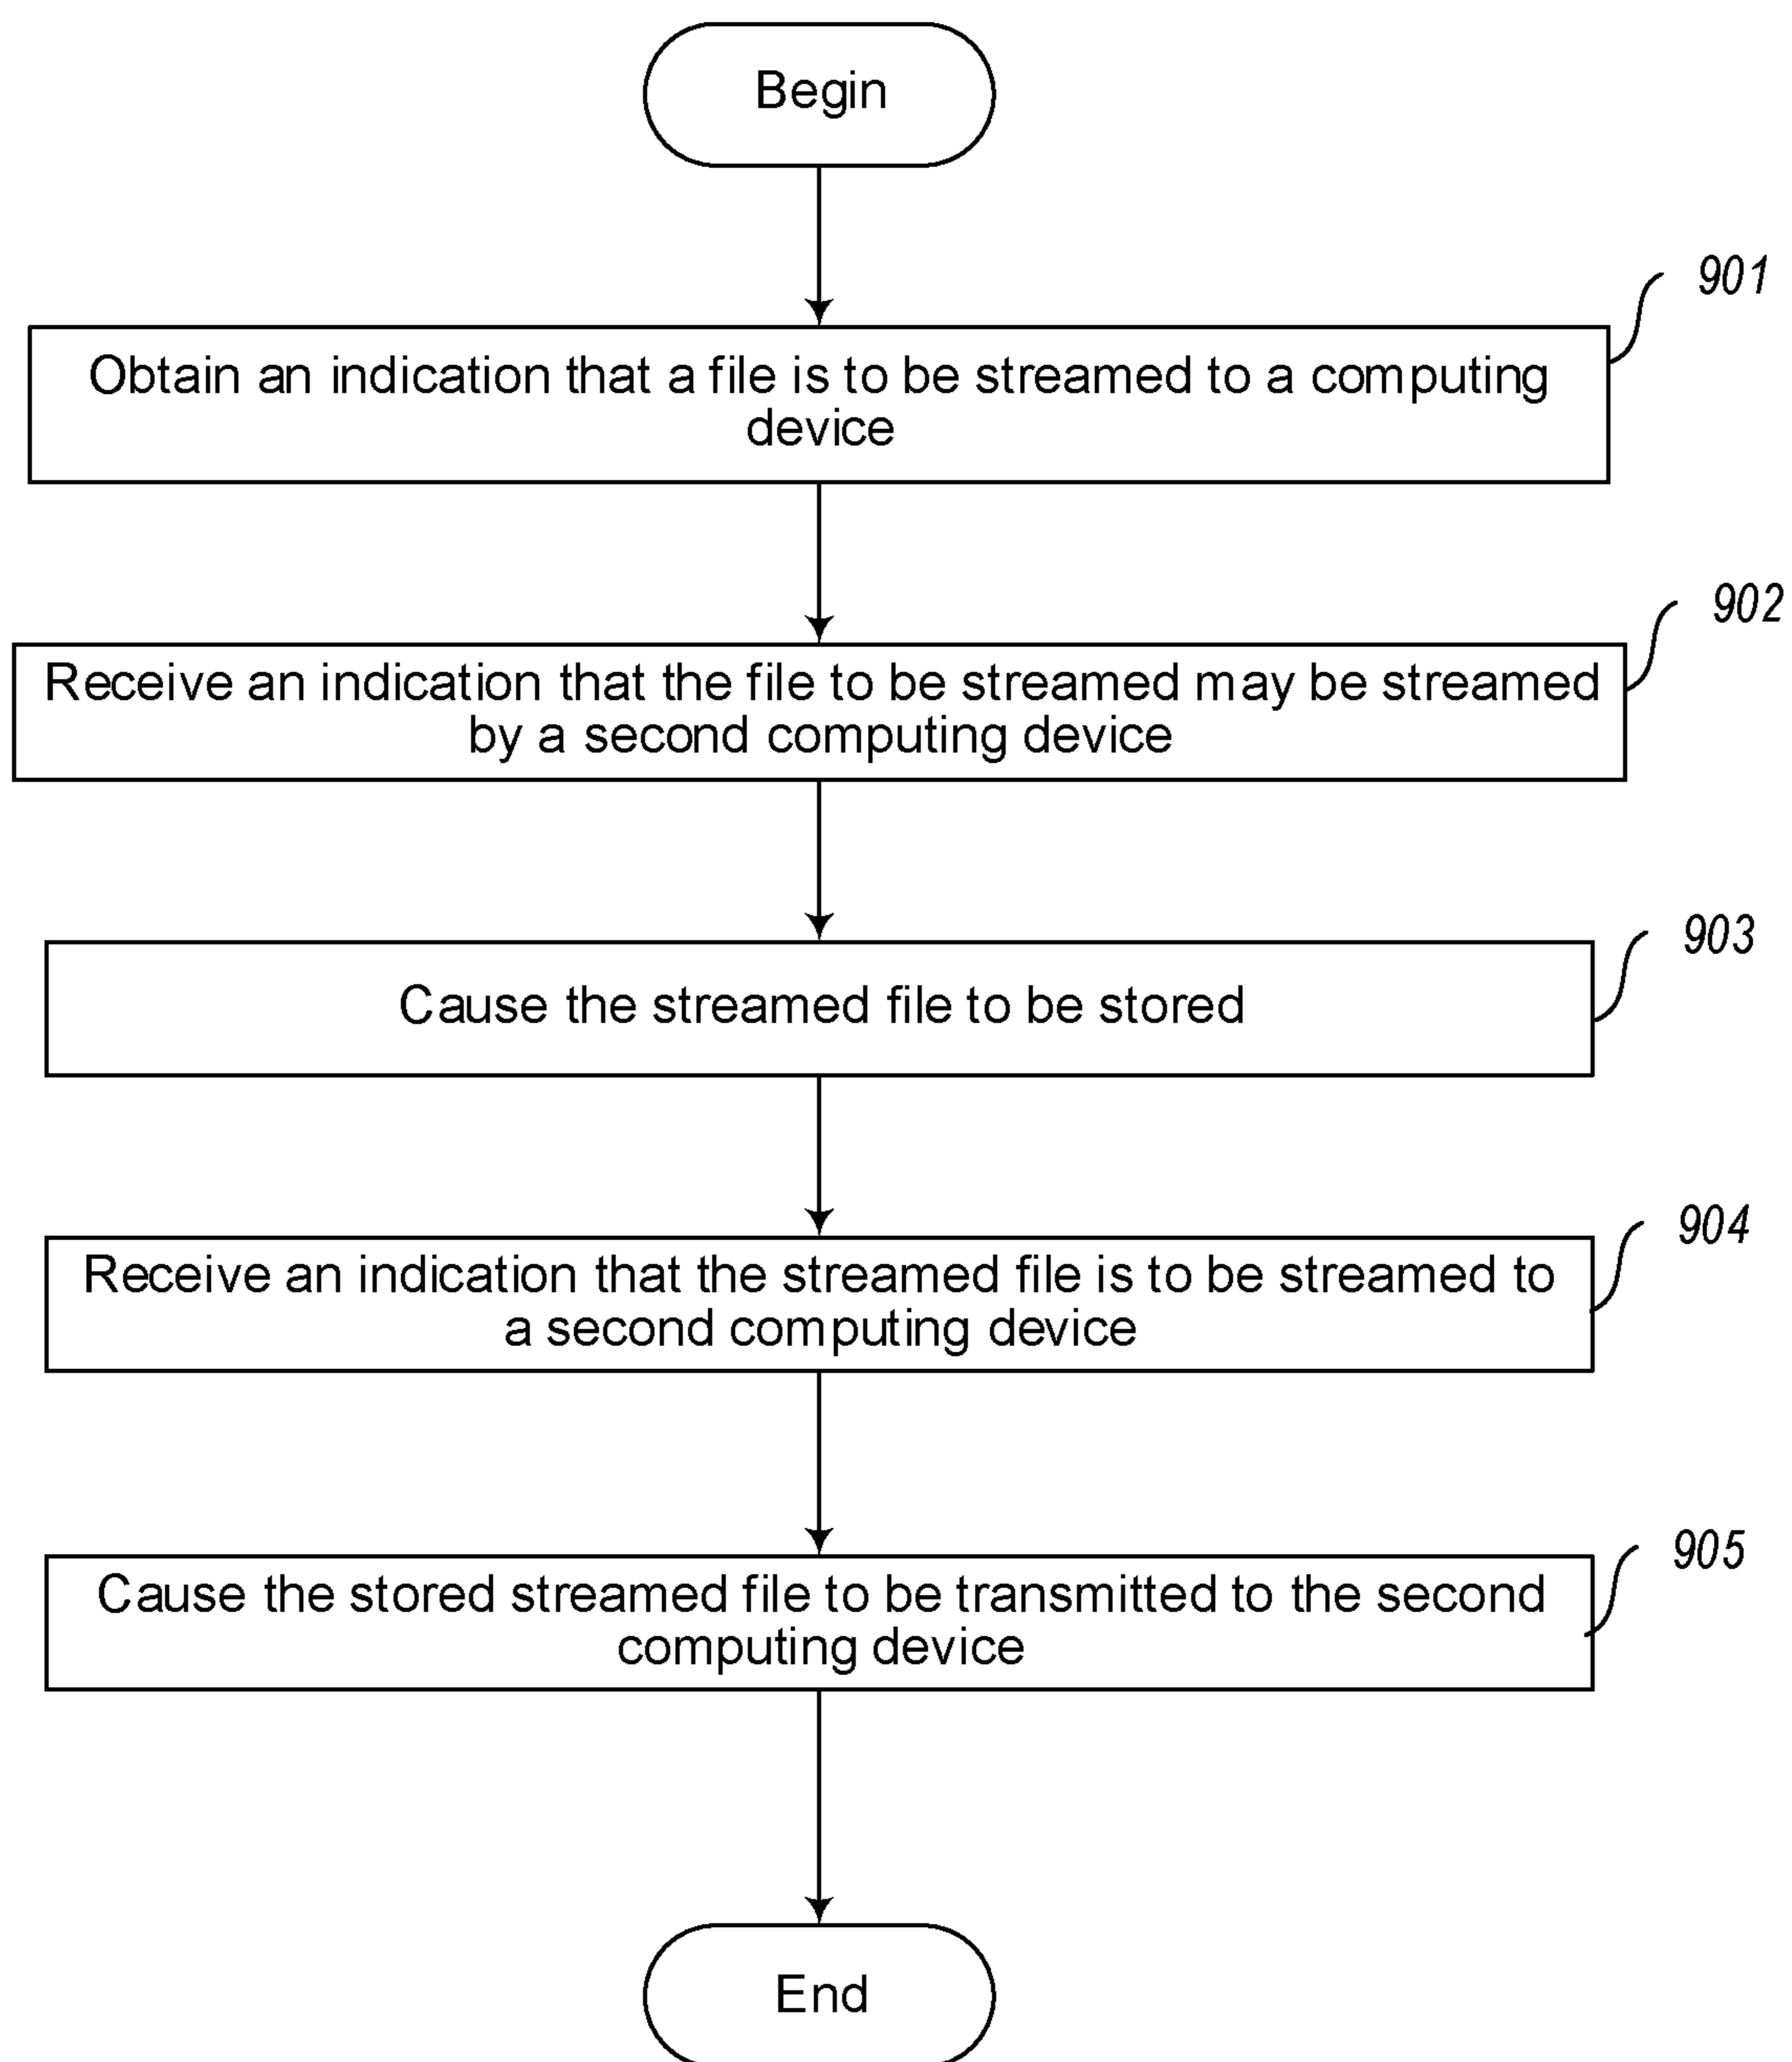 Begin
901
Obtain an indication that a file is to be streamed to a computing
device
902
Receive an indication that the file to be streamed may be streamed
by a second computing device
903
Cause the streamed file to be stored
904
Receive an indication that the streamed file is to be streamed to
a second computing device
905
Cause the stored streamed file to be transmitted to the second
computing device
End